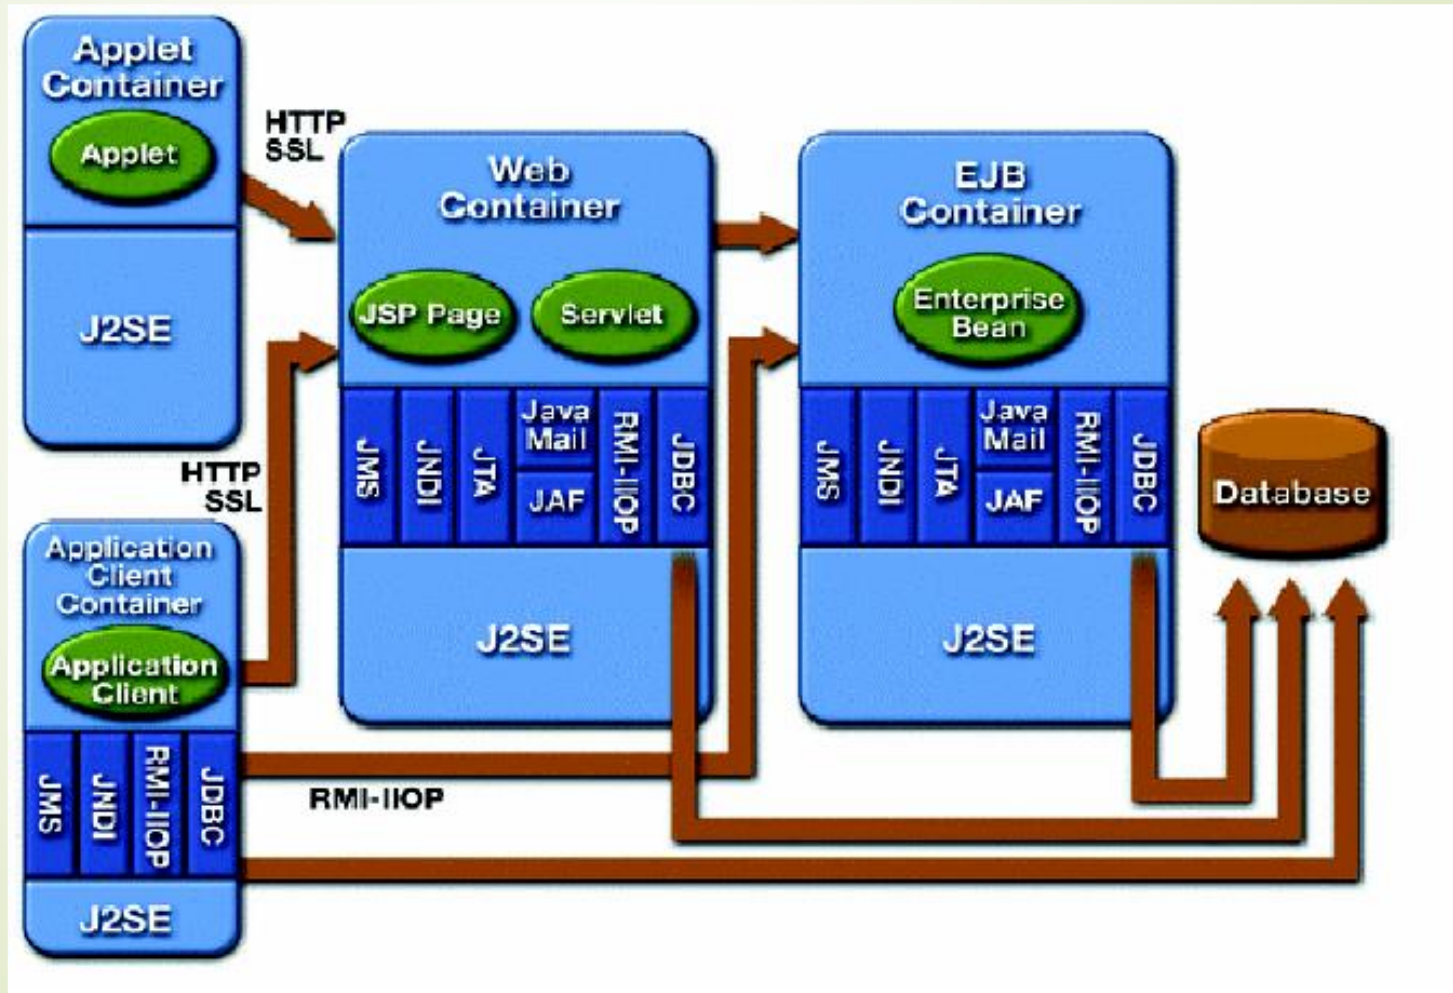 Applet
Container
Applet
J2SE
HTTP
SSL
Web
Container
JSP Page
Servlet
JMS
JNDI
JTA
Java
Mail
JAF
RMI-IIOP
JDBC
J2SE
EJB
Container
Enterprise
Bean
JMS
JNDI
JTA
Java
Mail
JAF
RMI-IIOP
JDBC
J2SE
Database
HTTP
SSL
Application
Client
Container
Application
Client
JMS
JNDI
RMI-IIOP
JDBC
J2SE
RMI-IIOP